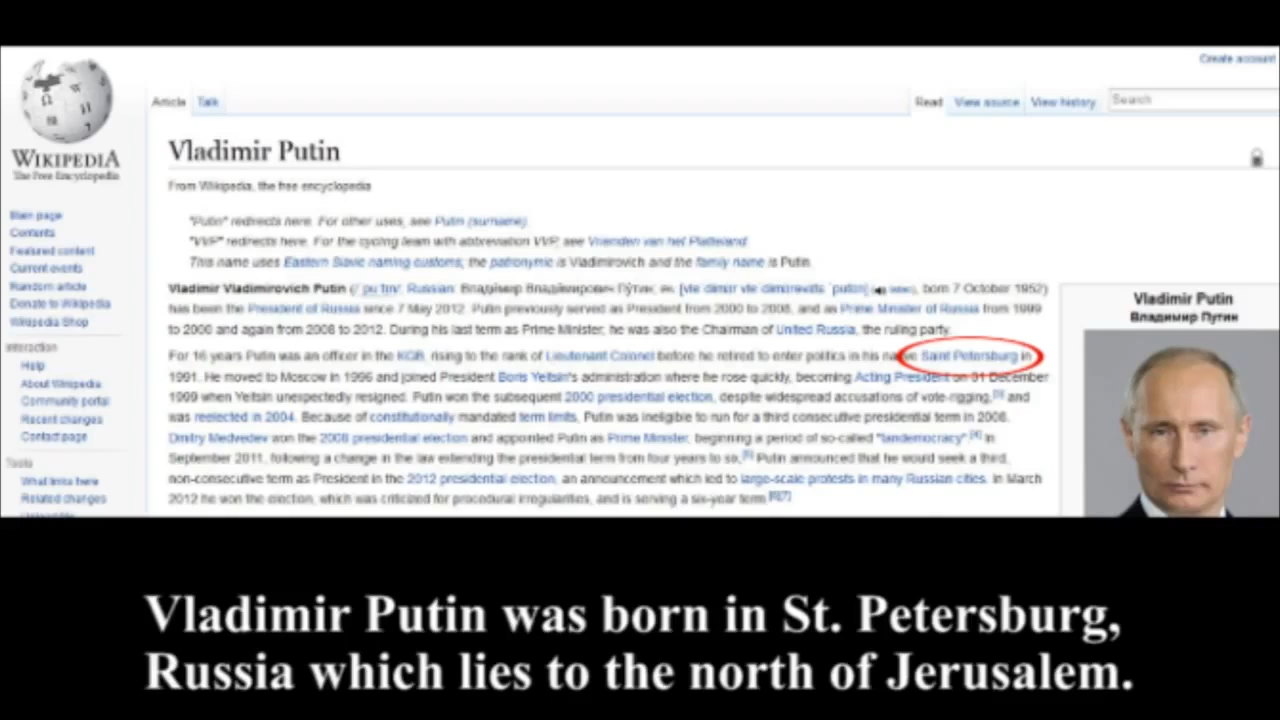 Create account
Article Talk
Read View source View history Search
Vladimir Putin
WIKIPEDIA
The Free Encyclopedia
From Wikipedia, the free encyclopedia
Main page
Contents
Featured content
Current events
Random article
Donate to Wikipedia
Wikipedia Shop
Interaction
Help
About Wikipedia
Community portal
Recent changes
Contact page
Tools
What links here
Related changes
"Putin" redirects here. For other uses, see Putin (surname).
"VVP" redirects here. For the cycling team with abbreviation VVP, see Vrienden van het Platteland.
This name uses Eastern Slavic naming customs; the patronymic is Vladimirovich and the family name is Putin.
Vladimir Vladimirovich Putin Russian: Владимир Владимирович Пу́тин, born 7 October 1952)
has been the President of Russia since 7 May 2012. Putin previously served as President from 2000 to 2008, and as Prime Minister of Russia from 1999
to 2000 and again from 2008 to 2012. During his last term as Prime Minister, he was also the Chairman of United Russia, the ruling party.
For 16 years Putin was an officer in the KGB, rising to the rank of Lieutenant Colonel before he retired to enter politics in his Saint Petersburg in
1991. He moved to Moscow in 1996 and joined President Boris Yeltsin's administration where he rose quickly, becoming Acting President on 31 December
1999 when Yeltsin unexpectedly resigned. Putin won the subsequent 2000 presidential election, despite widespread accusations of vote-rigging, and
was reelected in 2004. Because of constitutionally mandated term limits, Putin was ineligible to run for a third consecutive presidential term in 2008.
Dmitry Medvedev won the 2008 presidential election and appointed Putin as Prime Minister, beginning a period of so-called "tandemocracy". In
September 2011, following a change in the law extending the presidential term from four years to six, Putin announced that he would seek a third,
non-consecutive term as President in the 2012 presidential election, an announcement which led to large-scale protests in many Russian cities. In March
2012 he won the election, which was criticized for procedural irregularities, and is serving a six-year term.
Vladimir Putin
Владимир Путин
Vladimir Putin was born in St. Petersburg,
Russia which lies to the north of Jerusalem.